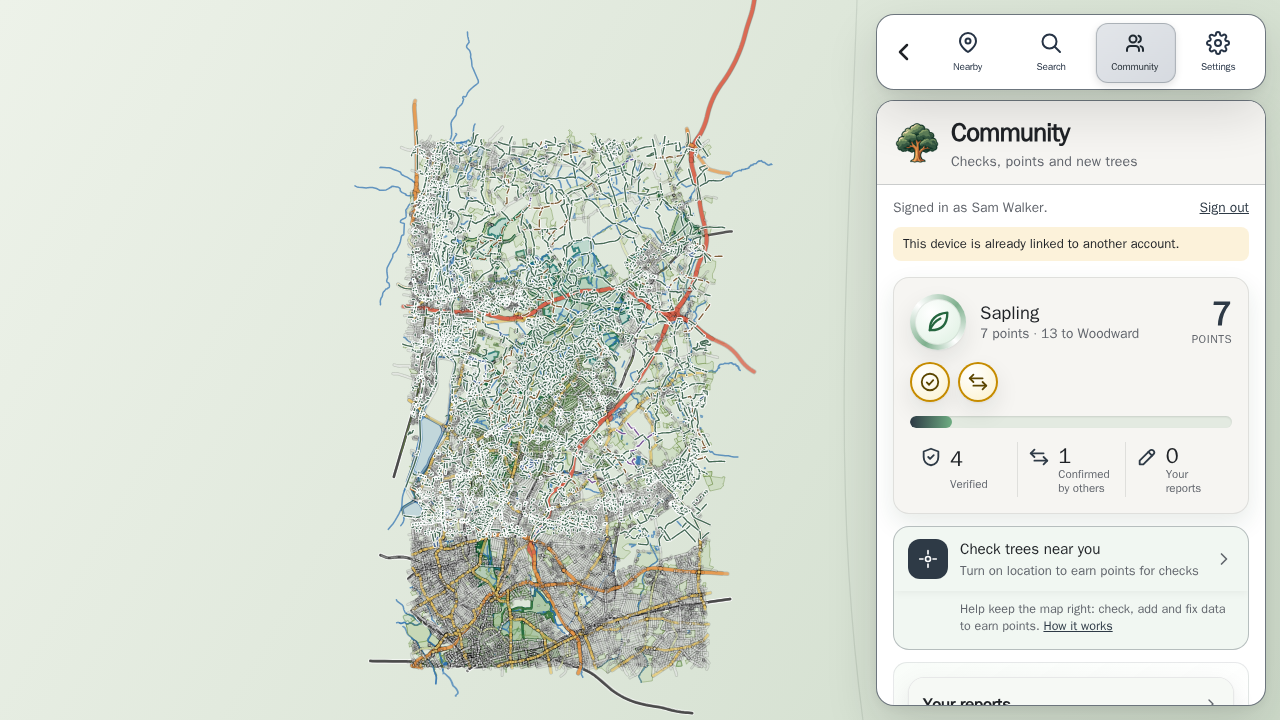 Nearby
Search
Community
Settings
Community
Checks, points and new trees
Signed in as Sam Walker.
Sign out
This device is already linked to another account.
Sapling
7 points · 13 to Woodward
7
POINTS
4
Verified
1
Confirmed
by others
0
Your
reports
Check trees near you
Turn on location to earn points for checks
Help keep the map right: check, add and fix data
to earn points. How it works
Your reports